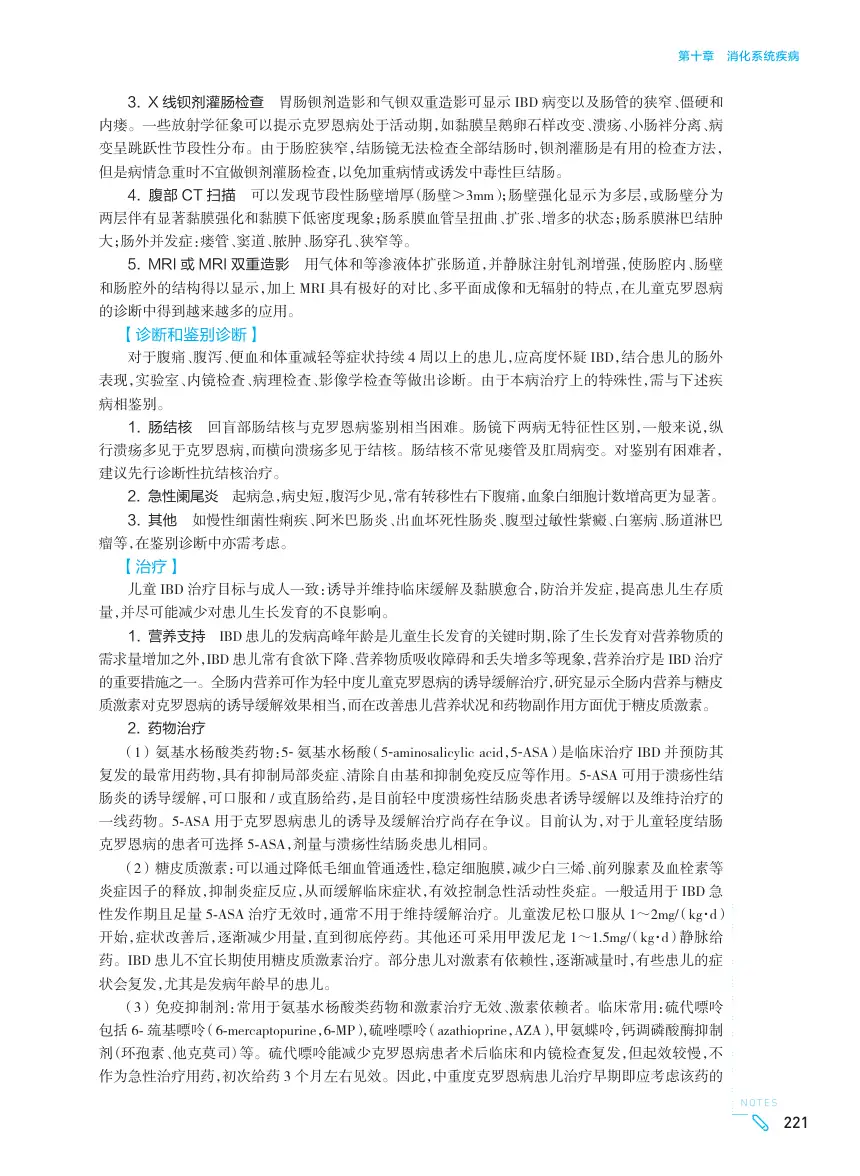 第十章 消化系统疾病
3. X 线钡剂灌肠检查 胃肠钡剂造影和气钡双重造影可显示 IBD 病变以及肠管的狭窄、僵硬和
内瘘。一些放射学征象可以提示克罗恩病处于活动期，如黏膜呈鹅卵石样改变、溃疡、小肠袢分离、病
变呈跳跃性节段性分布。由于肠腔狭窄，结肠镜无法检查全部结肠时，钡剂灌肠是有用的检查方法，
但是病情急重时不宜做钡剂灌肠检查，以免加重病情或诱发中毒性巨结肠。
4. 腹部 CT 扫描 可以发现节段性肠壁增厚（肠壁＞3mm）；肠壁强化显示为多层，或肠壁分为
两层伴有显著黏膜强化和黏膜下低密度现象；肠系膜血管呈扭曲、扩张、增多的状态；肠系膜淋巴结肿
大；肠外并发症：瘘管、窦道、脓肿、肠穿孔、狭窄等。
5. MRI 或 MRI 双重造影 用气体和等渗液体扩张肠道，并静脉注射钆剂增强，使肠腔内、肠壁
和肠腔外的结构得以显示，加上 MRI 具有极好的对比、多平面成像和无辐射的特点，在儿童克罗恩病
的诊断中得到越来越多的应用。
【诊断和鉴别诊断】
对于腹痛、腹泻、便血和体重减轻等症状持续 4 周以上的患儿，应高度怀疑 IBD，结合患儿的肠外
表现，实验室、内镜检查、病理检查、影像学检查等做出诊断。由于本病治疗上的特殊性，需与下述疾
病相鉴别。
1. 肠结核 回盲部肠结核与克罗恩病鉴别相当困难。肠镜下两病无特征性区别，一般来说，纵
行溃疡多见于克罗恩病，而横向溃疡多见于结核。肠结核不常见瘘管及肛周病变。对鉴别有困难者，
建议先行诊断性抗结核治疗。
2. 急性阑尾炎 起病急，病史短，腹泻少见，常有转移性右下腹痛，血象白细胞计数增高更为显著。
3. 其他 如慢性细菌性痢疾、阿米巴肠炎、出血坏死性肠炎、腹型过敏性紫癜、白塞病、肠道淋巴
瘤等，在鉴别诊断中亦需考虑。
【治疗】
儿童 IBD 治疗目标与成人一致：诱导并维持临床缓解及黏膜愈合，防治并发症，提高患儿生存质
量，并尽可能减少对患儿生长发育的不良影响。
1. 营养支持 IBD 患儿的发病高峰年龄是儿童生长发育的关键时期，除了生长发育对营养物质的
需求量增加之外，IBD 患儿常有食欲下降、营养物质吸收障碍和丢失增多等现象，营养治疗是 IBD 治疗
的重要措施之一。全肠内营养可作为轻中度儿童克罗恩病的诱导缓解治疗，研究显示全肠内营养与糖皮
质激素对克罗恩病的诱导缓解效果相当，而在改善患儿营养状况和药物副作用方面优于糖皮质激素。
2. 药物治疗
（1）氨基水杨酸类药物：5- 氨基水杨酸（5-aminosalicylic acid，5-ASA）是临床治疗 IBD 并预防其
复发的最常用药物，具有抑制局部炎症、清除自由基和抑制免疫反应等作用。5-ASA 可用于溃疡性结
肠炎的诱导缓解，可口服和 / 或直肠给药，是目前轻中度溃疡性结肠炎患者诱导缓解以及维持治疗的
一线药物。5-ASA 用于克罗恩病患儿的诱导及缓解治疗尚存在争议。目前认为，对于儿童轻度结肠
克罗恩病的患者可选择 5-ASA，剂量与溃疡性结肠炎患儿相同。
（2）糖皮质激素：可以通过降低毛细血管通透性，稳定细胞膜，减少白三烯、前列腺素及血栓素等
炎症因子的释放，抑制炎症反应，从而缓解临床症状，有效控制急性活动性炎症。一般适用于 IBD 急
性发作期且足量 5-ASA 治疗无效时，通常不用于维持缓解治疗。儿童泼尼松口服从 1～2mg/（kg·d）
开始，症状改善后，逐渐减少用量，直到彻底停药。其他还可采用甲泼尼龙 1～1.5mg/（kg·d）静脉给
药。IBD 患儿不宜长期使用糖皮质激素治疗。部分患儿对激素有依赖性，逐渐减量时，有些患儿的症
状会复发，尤其是发病年龄早的患儿。
（3）免疫抑制剂：常用于氨基水杨酸类药物和激素治疗无效、激素依赖者。临床常用：硫代嘌呤
包括 6- 巯基嘌呤（6-mercaptopurine，6-MP），硫唑嘌呤（azathioprine，AZA），甲氨蝶呤，钙调磷酸酶抑制
剂（环孢素、他克莫司）等。硫代嘌呤能减少克罗恩病患者术后临床和内镜检查复发，但起效较慢，不
作为急性治疗用药，初次给药 3 个月左右见效。因此，中重度克罗恩病患儿治疗早期即应考虑该药的
NOTES
221